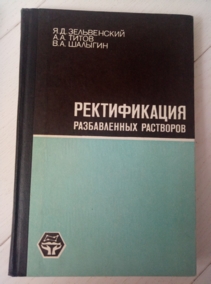 Я.Д. ЗЕЛЬВЕНСКИЙ
А.А. ТИТОВ
В.А. ШАЛЫГИН
РЕКТИФИКАЦИЯ
РАЗБАВЛЕННЫХ РАСТВОРОВ